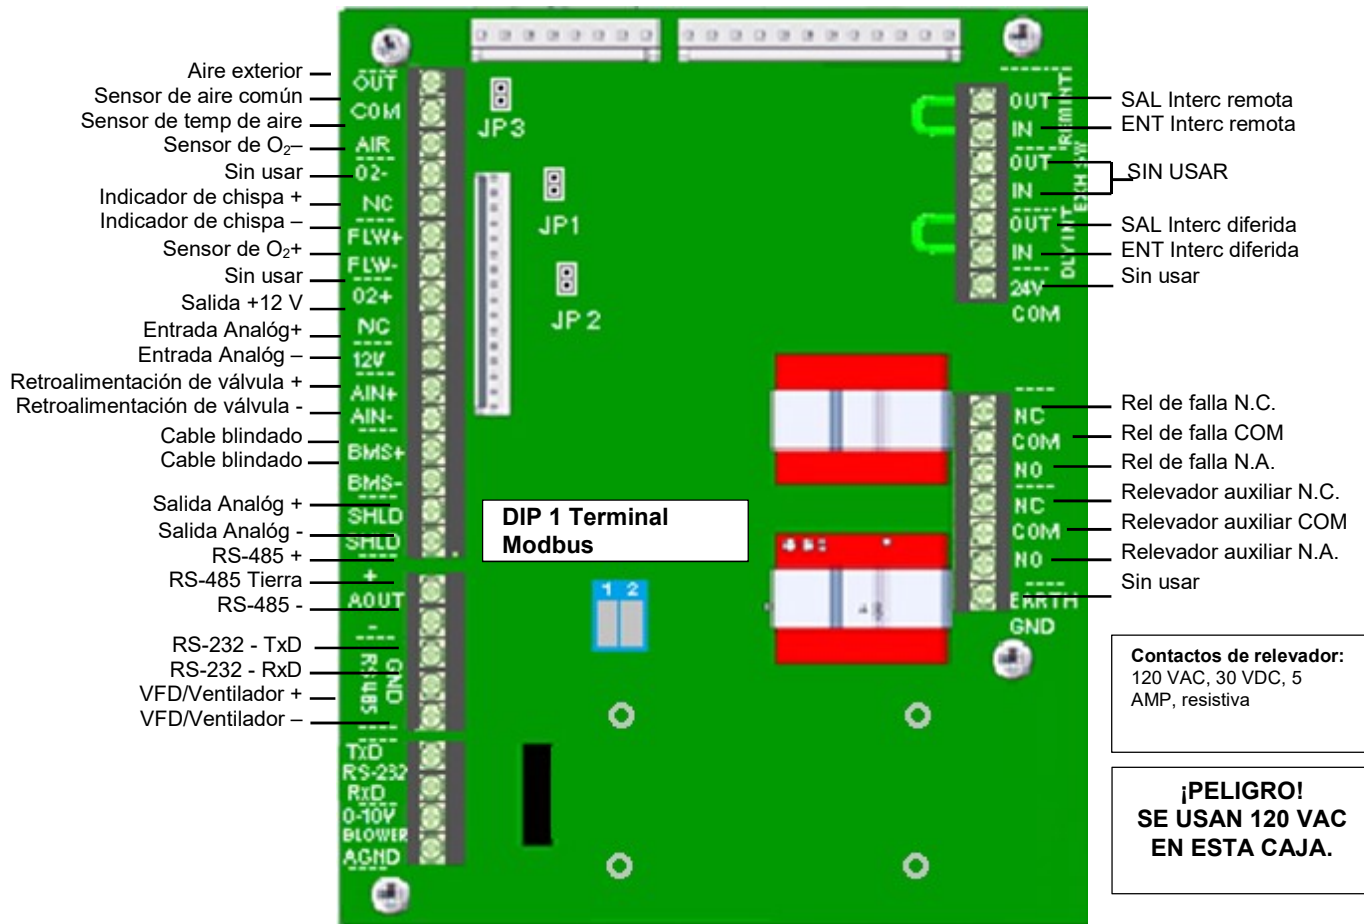 Aire exterior
Sensor de aire común
Sensor de temp de aire
Sensor de O₂–
Sin usar
Indicador de chispa +
Indicador de chispa –
Sensor de O₂+
Sin usar
Salida +12 V
Entrada Analóg+
Entrada Analóg –
Retroalimentación de válvula +
Retroalimentación de válvula -
Cable blindado
Cable blindado
Salida Analóg +
Salida Analóg -
RS-485 +
RS-485 Tierra
RS-485 -
RS-232 - TxD
RS-232 - RxD
VFD/Ventilador +
VFD/Ventilador –
OUT
COM
AIR
O2-
NC
FLW+
FLW-
O2+
NC
12V
AIN+
AIN-
BMS+
BMS-
SHLD
SHLD
+
AOUT
-
GND
RS485
TxD
RS-232
RxD
0-10V
BLOWER
AGND
JP3
JP1
JP 2
DIP 1 Terminal
Modbus
1 2
OUT
IN
OUT
IN
OUT
IN
24V
COM
REMINT
EXH SW
DLYINT
NC
COM
NO
NC
COM
NO
EARTH
GND
SAL Interc remota
ENT Interc remota
SIN USAR
SAL Interc diferida
ENT Interc diferida
Sin usar
Rel de falla N.C.
Rel de falla COM
Rel de falla N.A.
Relevador auxiliar N.C.
Relevador auxiliar COM
Relevador auxiliar N.A.
Sin usar
Contactos de relevador:
120 VAC, 30 VDC, 5
AMP, resistiva
¡PELIGRO!
SE USAN 120 VAC
EN ESTA CAJA.